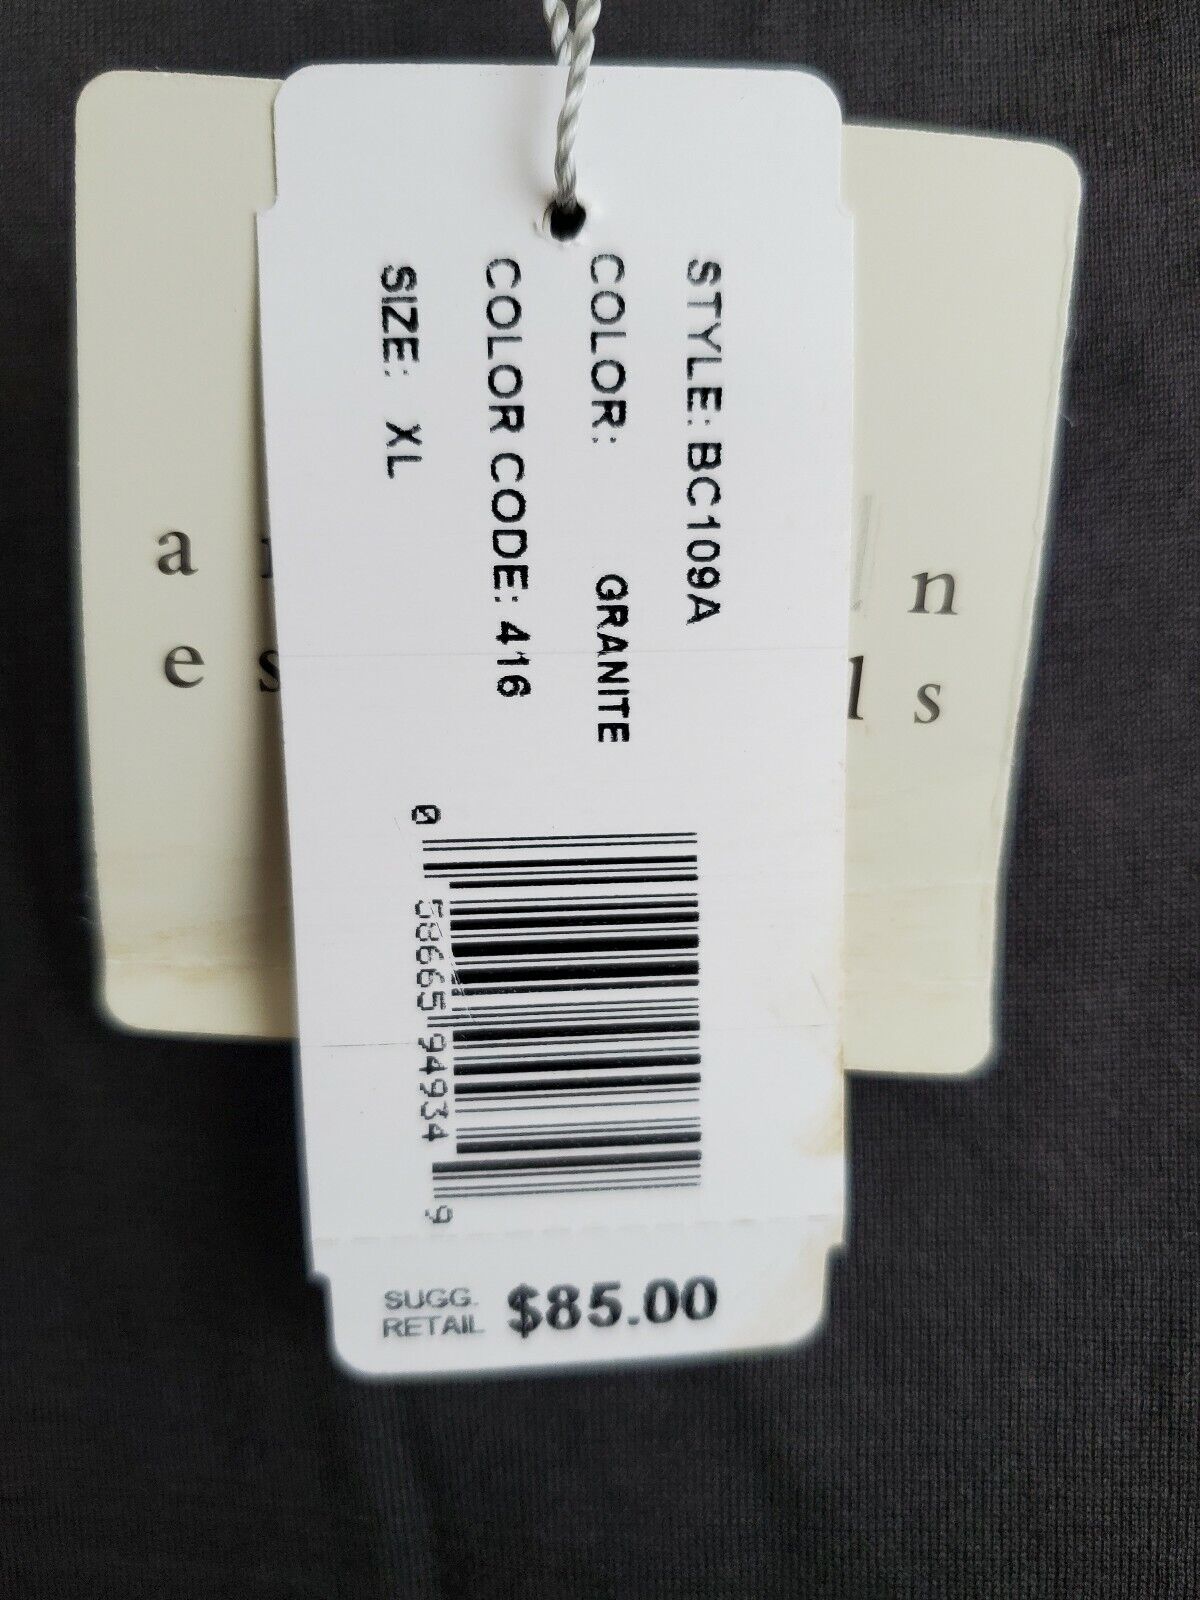 STYLE: BC109A
COLOR: GRANITE
COLOR CODE: 416
SIZE: XL
0 58665 94934 9
SUGG. RETAIL $85.00